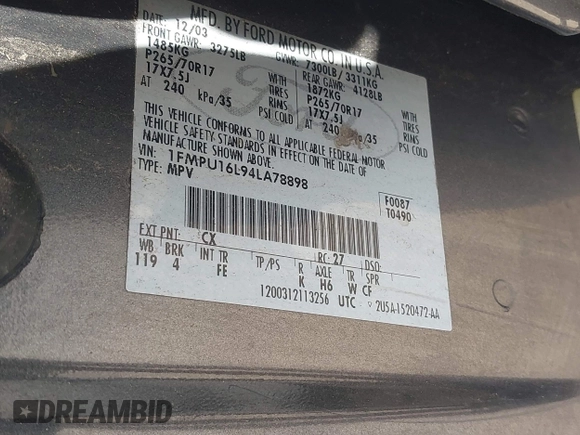 MFD. BY FORD MOTOR CO. IN U.S.A.
12/03 GVWR: 7300LB/ 3311KG
FRONT GAWR: 3275LB REAR GAWR: 4128LB
1485KG 1872KG
P265/70R17 TIRES P265/70R17 TIRES
17X7.5J RIMS 17X7.5J RIMS
AT 240 kPa/35 PSI COLD AT 240 kPa/35 PSI COLD
THIS VEHICLE CONFORMS TO ALL APPLICABLE FEDERAL MOTOR
VEHICLE SAFETY STANDARDS IN EFFECT ON THE DATE OF
MANUFACTURE SHOWN ABOVE.
VIN: 1FMPU16L94LA78898
TYPE: MPV
F0087
T0490
EXT PNT: CX RC: 27 DSO:
WB BRK INT TR TP/PS R AXLE TR SPR
119 4 FE K H6 W CF
1200312113256 UTC 2U5A-1520472-AA
DREAMBID